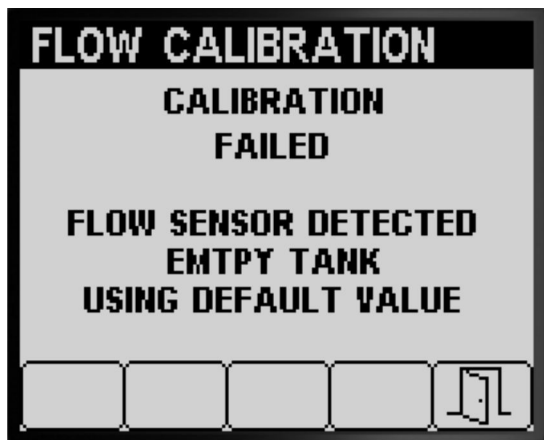 FLOW CALIBRATION
CALIBRATION
FAILED
FLOW SENSOR DETECTED
EMTPY TANK
USING DEFAULT VALUE